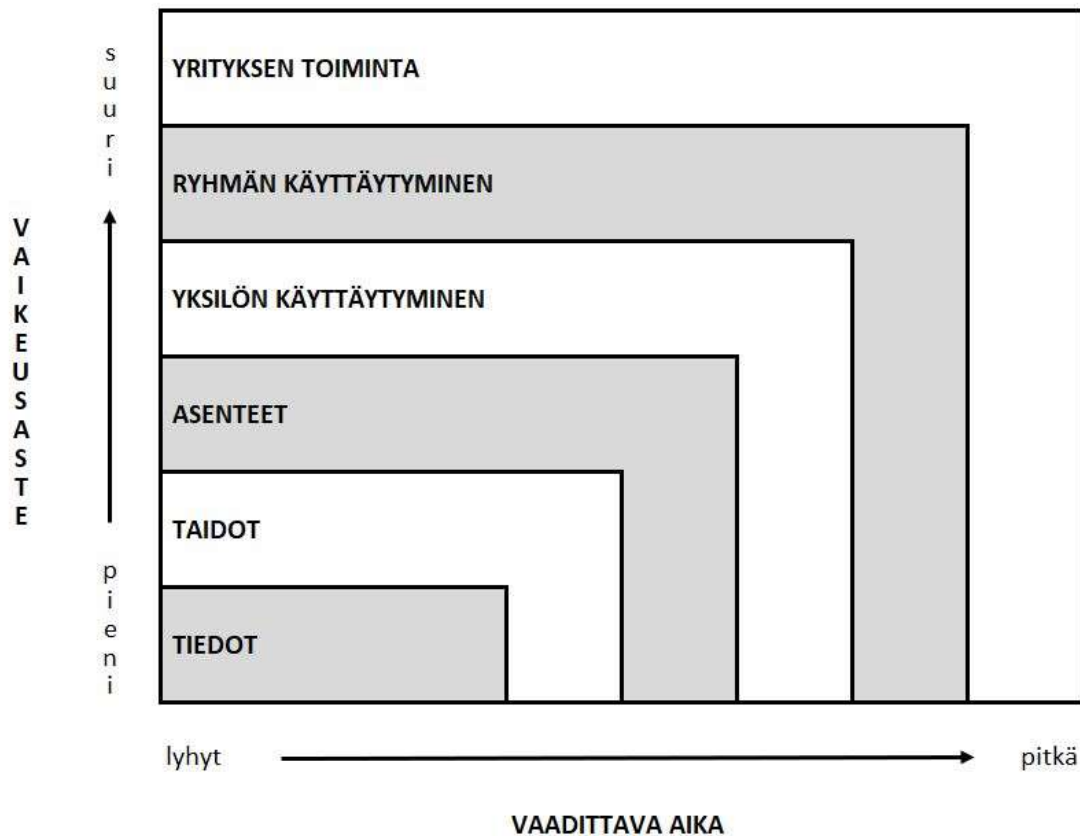 suuri
YRITYKSEN TOIMINTA
RYHMÄN KÄYTTÄYTYMINEN
VAIKEUSASTE
YKSILÖN KÄYTTÄYTYMINEN
ASENTEET
TAIDOT
pieni
TIEDOT
lyhyt
pitkä
VAADITTAVA AIKA